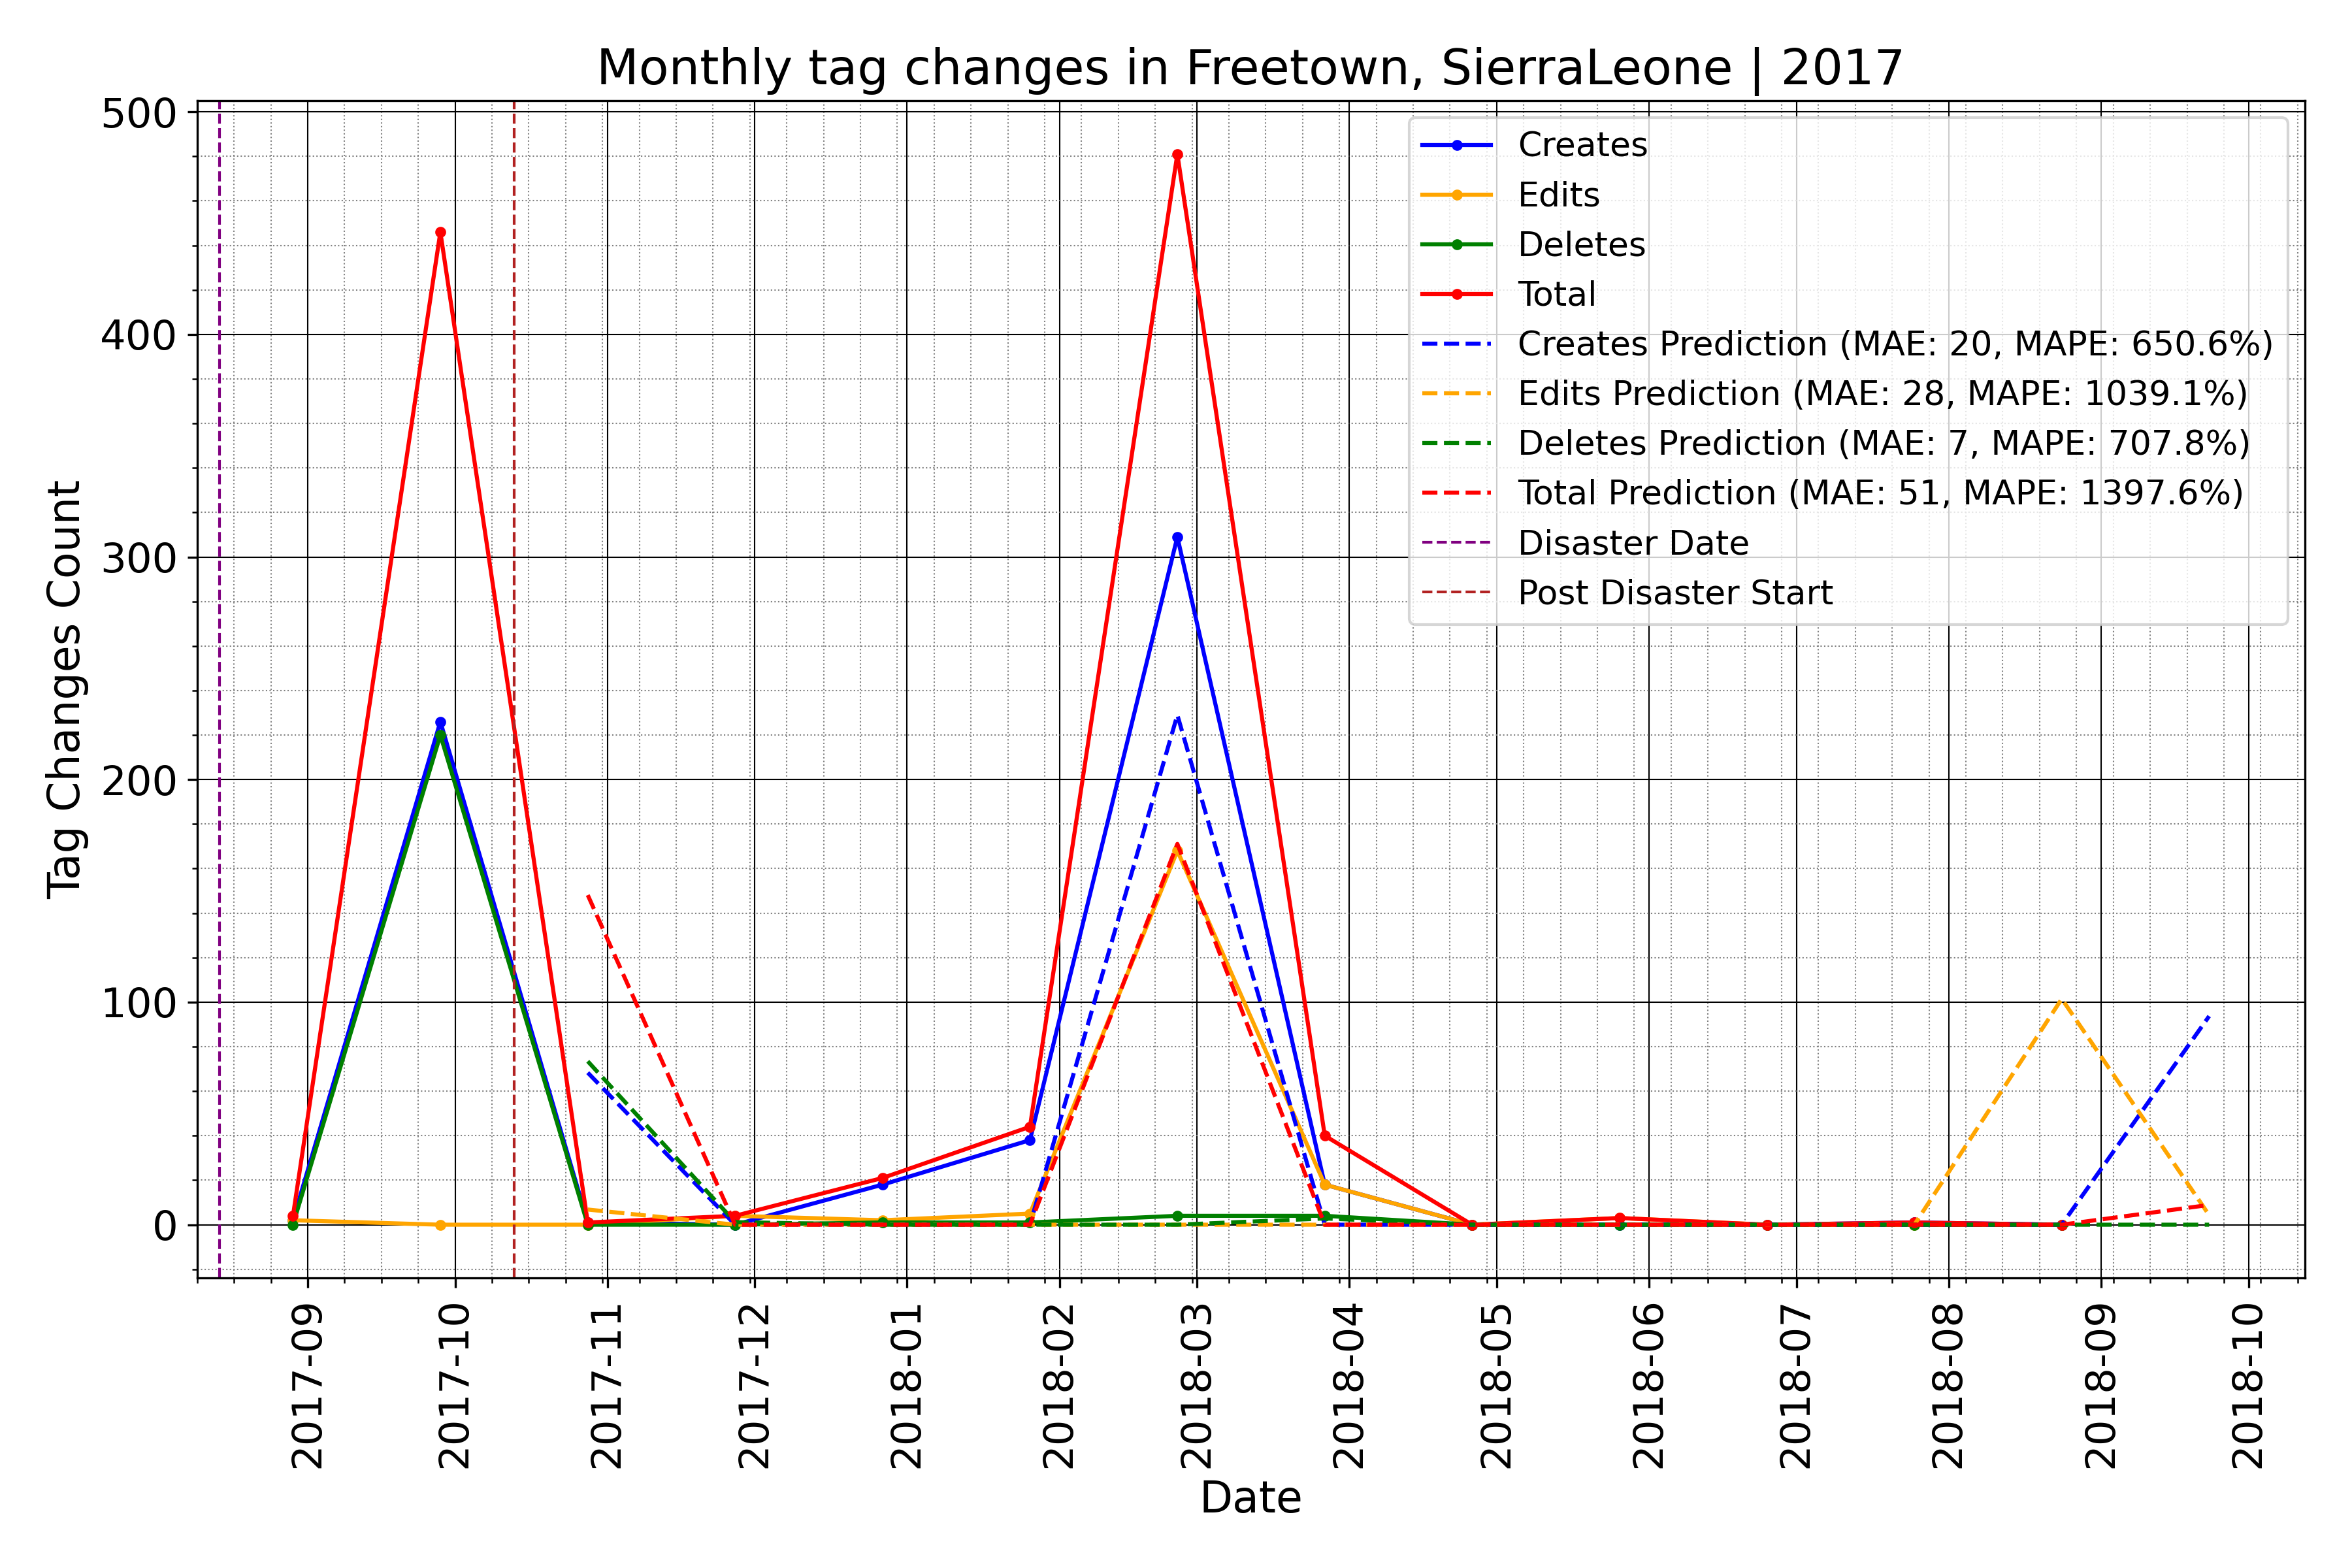 Monthly tag changes in Freetown, SierraLeone | 2017
500
400
300
200
100
0
Tag Changes Count
Creates
Edits
Deletes
Total
Creates Prediction (MAE: 20, MAPE: 650.6%)
Edits Prediction (MAE: 28, MAPE: 1039.1%)
Deletes Prediction (MAE: 7, MAPE: 707.8%)
Total Prediction (MAE: 51, MAPE: 1397.6%)
Disaster Date
Post Disaster Start
2017-09
2017-10
2017-11
2017-12
2018-01
2018-02
2018-03
2018-04
2018-05
2018-06
2018-07
2018-08
2018-09
2018-10
Date